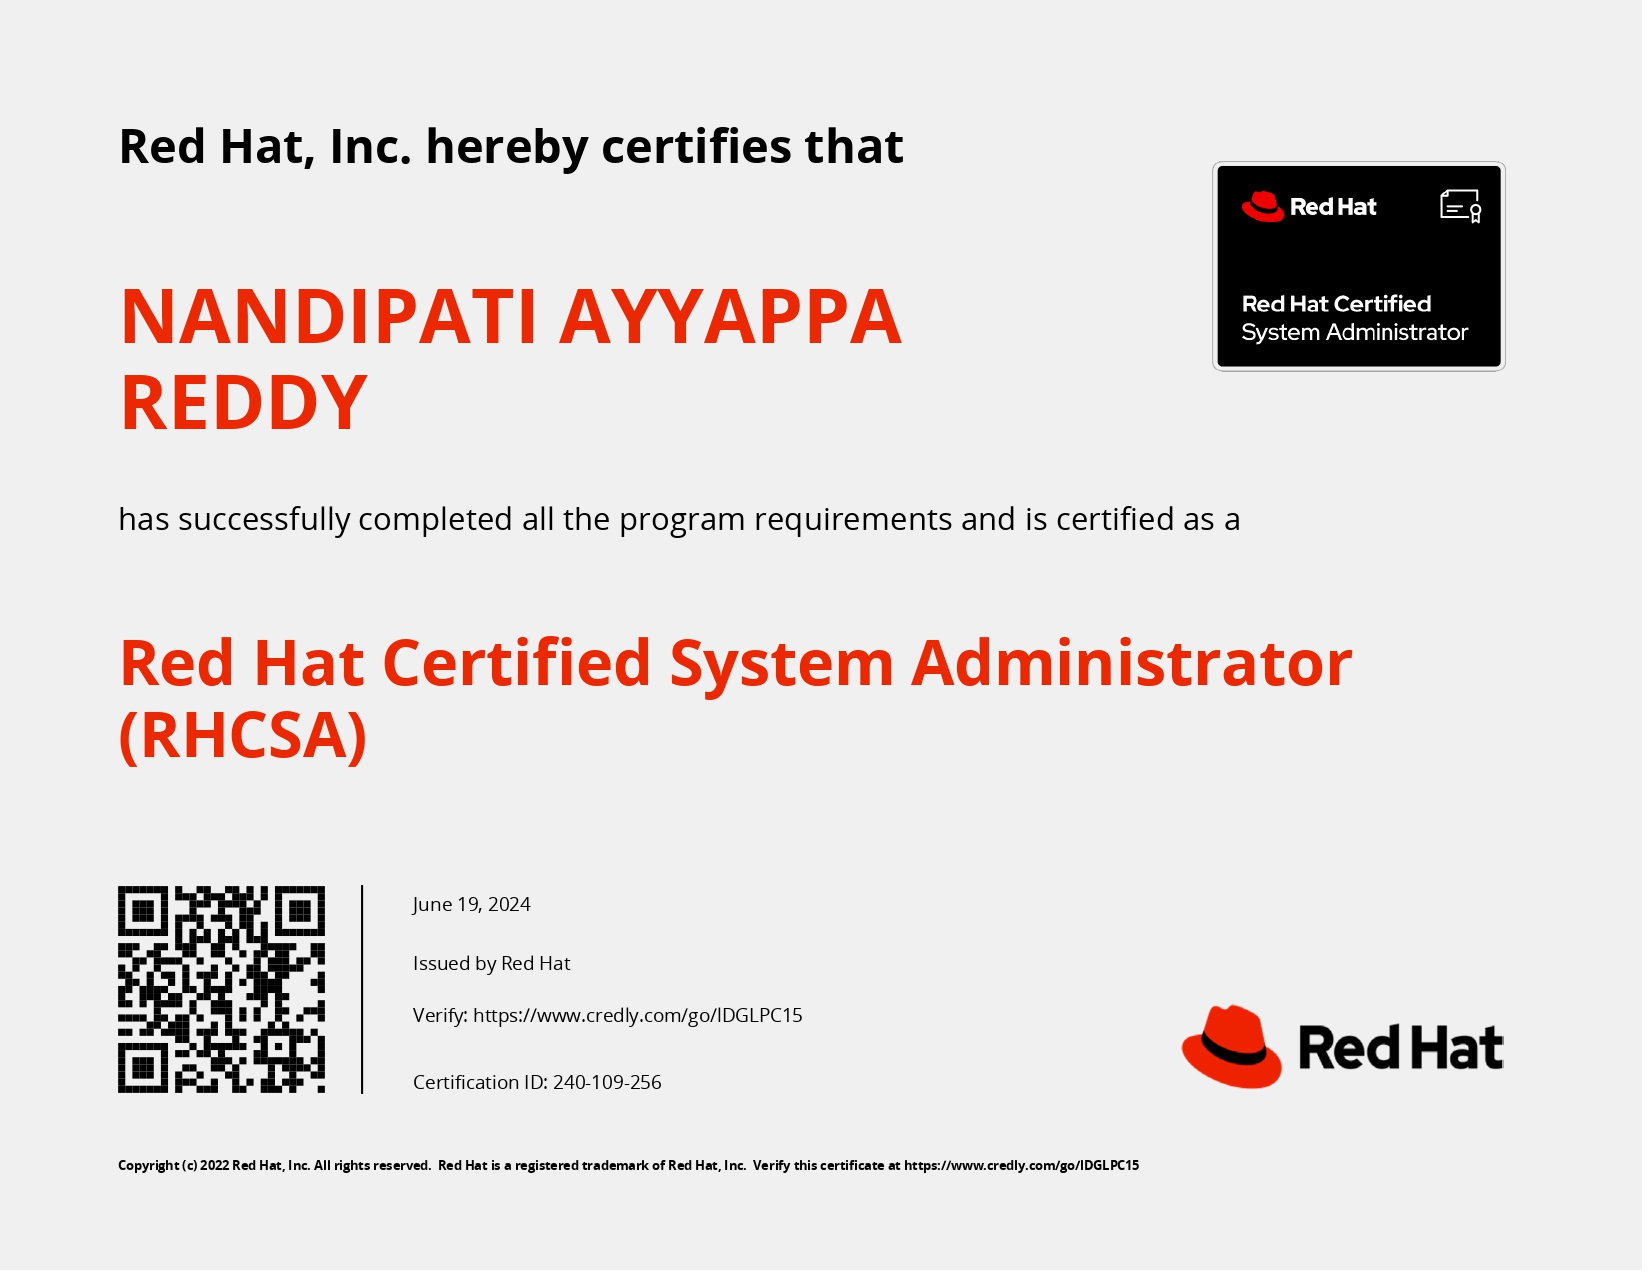 Red Hat, Inc. hereby certifies that
Red Hat
Red Hat Certified
System Administrator
NANDIPATI AYYAPPA
REDDY
has successfully completed all the program requirements and is certified as a
Red Hat Certified System Administrator
(RHCSA)
June 19, 2024
Issued by Red Hat
Verify: https://www.credly.com/go/lDGLPC15
Certification ID: 240-109-256
Red Hat
Copyright (c) 2022 Red Hat, Inc. All rights reserved.  Red Hat is a registered trademark of Red Hat, Inc.  Verify this certificate at https://www.credly.com/go/lDGLPC15